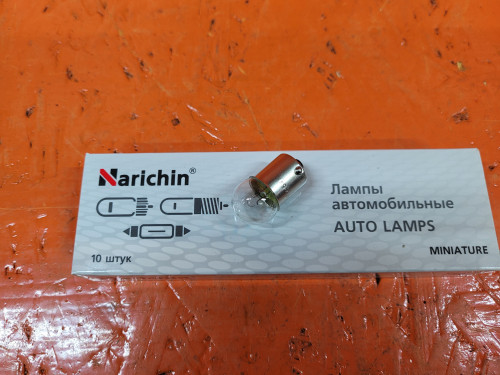 Narichin®
10 штук
Лампы
автомобильные
AUTO LAMPS
MINIATURE